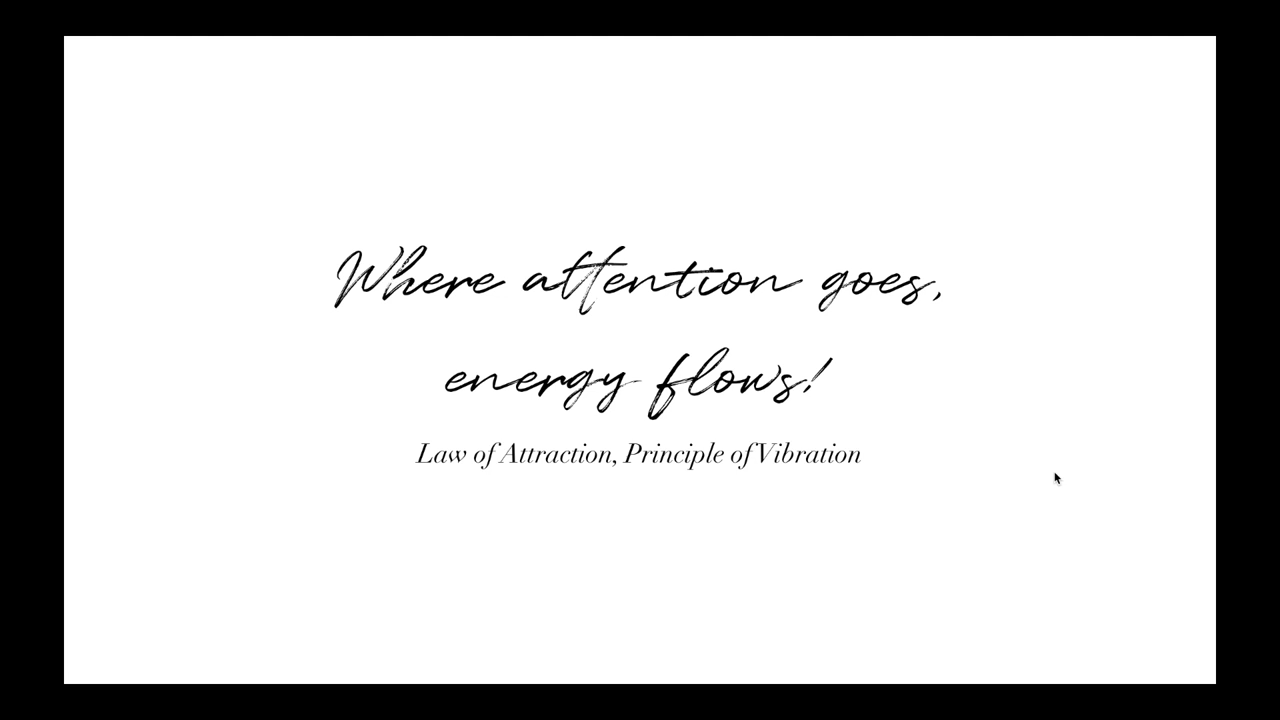 Where attention goes,
energy flows!
Law of Attraction, Principle of Vibration